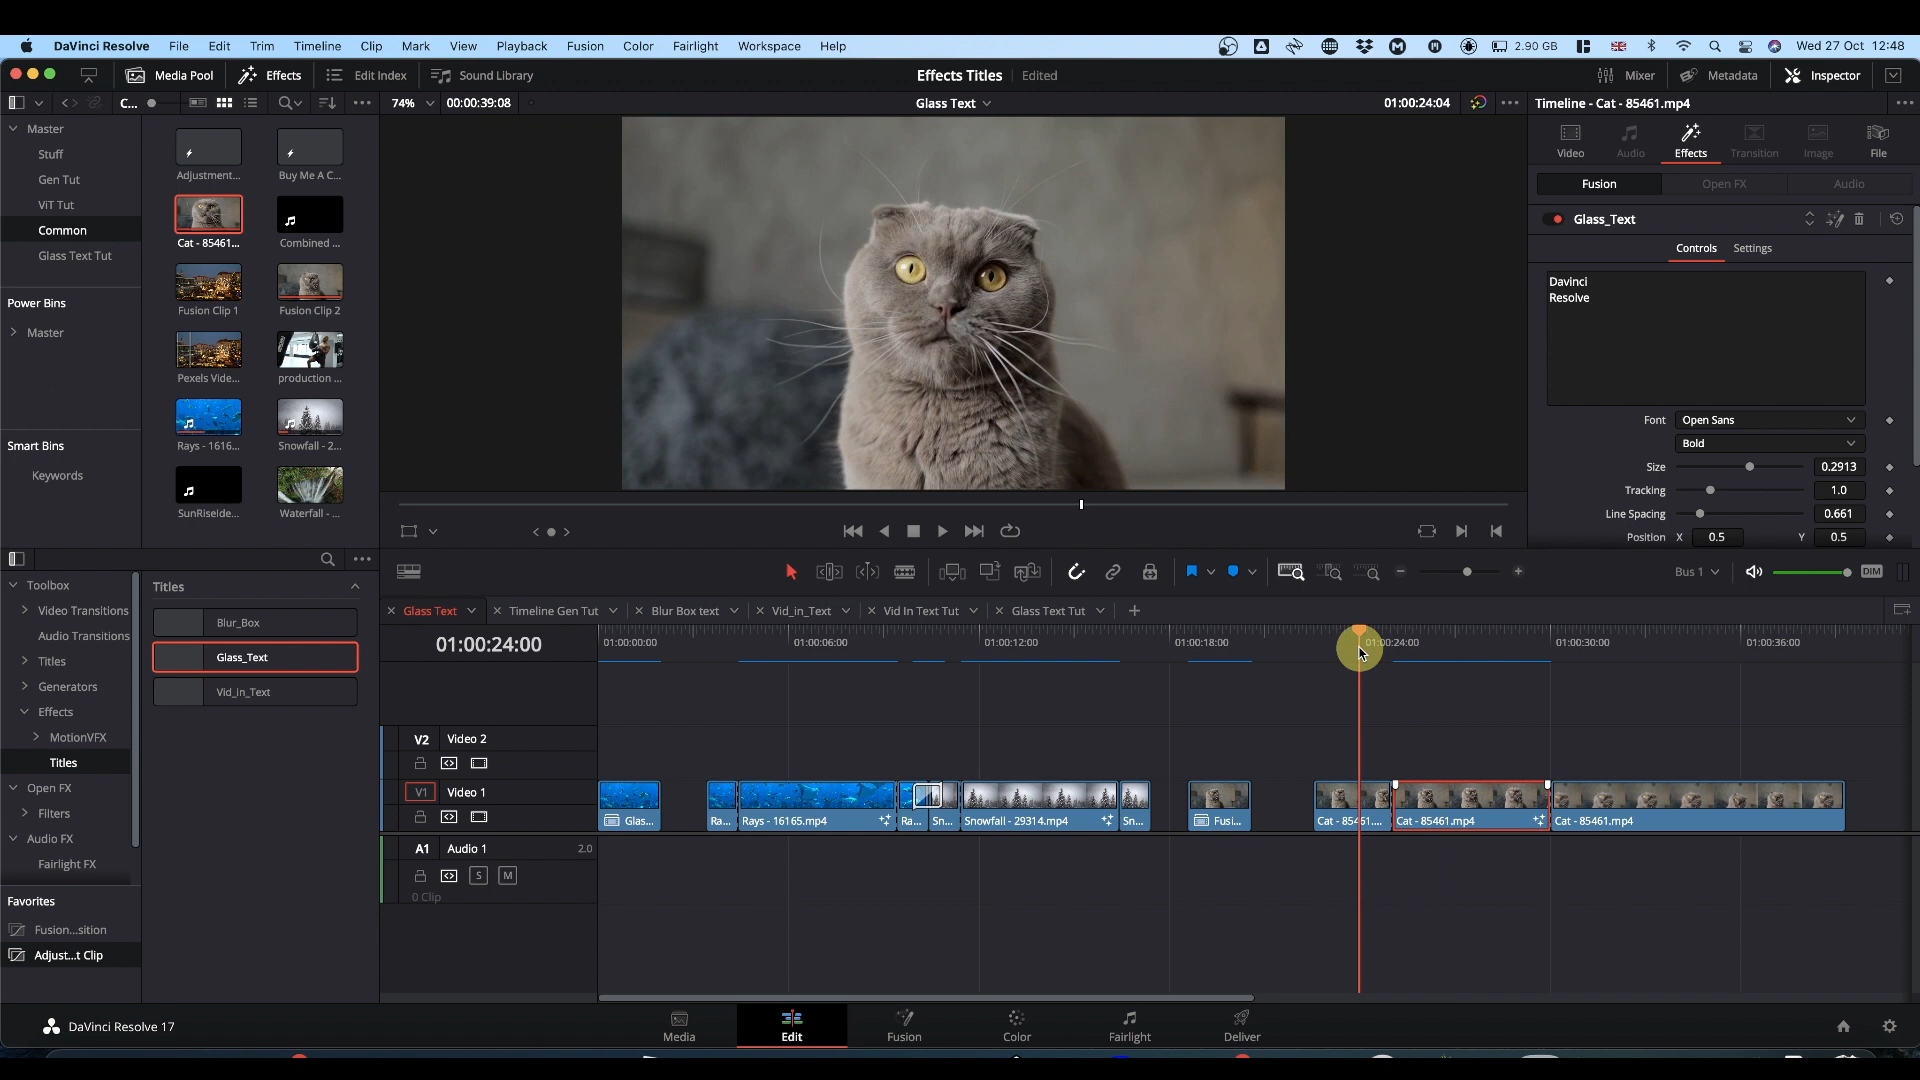 DaVinci Resolve File Edit Trim Timeline Clip Mark View Playback Fusion Color Fairlight Workspace Help 2.90 GB Wed 27 Oct 12:48
Media Pool Effects Edit Index Sound Library Effects Titles Edited Mixer Metadata Inspector
C... 74% 00:00:39:08 Glass Text 01:00:24:04 Timeline - Cat - 85461.mp4
Master
Stuff
Gen Tut
ViT Tut
Common
Glass Text Tut
Power Bins
Master
Smart Bins
Keywords
Adjustment... Buy Me A C...
Cat - 85461... Combined ...
Fusion Clip 1 Fusion Clip 2
Pexels Vide... production ...
Rays - 1616... Snowfall - 2...
SunRiseIde... Waterfall - ...
Video Audio Effects Transition Image File
Fusion Open FX Audio
Glass_Text
Controls Settings
Davinci
Resolve
Font Open Sans
Bold
Size 0.2913
Tracking 1.0
Line Spacing 0.661
Position X 0.5 Y 0.5
Toolbox
Video Transitions
Audio Transitions
Titles
Generators
Effects
MotionVFX
Titles
Open FX
Filters
Audio FX
Fairlight FX
Favorites
Fusion...sition
Adjust...t Clip
Titles
Blur_Box
Glass_Text
Vid_In_Text
Bus 1 DIM
Glass Text Timeline Gen Tut Blur Box text Vid_in_Text Vid In Text Tut Glass Text Tut
01:00:24:00 01:00:00:00 01:00:06:00 01:00:12:00 01:00:18:00 01:00:24:00 01:00:30:00 01:00:36:00
V2 Video 2
V1 Video 1
Glas... Ra... Rays - 16165.mp4 Ra... Sn... Snowfall - 29314.mp4 Sn... Fusi... Cat - 85461.... Cat - 85461.mp4 Cat - 85461.mp4
A1 Audio 1 2.0
S M
0 Clip
DaVinci Resolve 17
Media Edit Fusion Color Fairlight Deliver